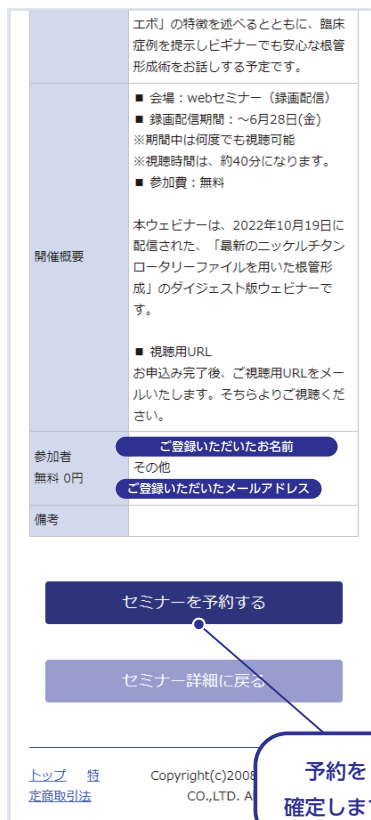 エボ」の特徴を述べるとともに、臨床
症例を提示しビギナーでも安心な根管
形成術をお話しする予定です。
開催概要
■ 会場：webセミナー（録画配信）
■ 録画配信期間：～6月28日(金)
※期間中は何度でも視聴可能
※視聴時間は、約40分になります。
■ 参加費：無料
本ウェビナーは、2022年10月19日に
配信された、「最新のニッケルチタン
ロータリーファイルを用いた根管形
成」のダイジェスト版ウェビナーで
す。
■ 視聴用URL
お申込み完了後、ご視聴用URLをメー
ルいたします。そちらよりご視聴くだ
さい。
参加者
無料 0円
ご登録いただいたお名前
その他
ご登録いただいたメールアドレス
備考
セミナーを予約する
セミナー詳細に戻る
トップ 特
定商取引法
Copyright(c)2008
CO.,LTD. A
予約を
確定します